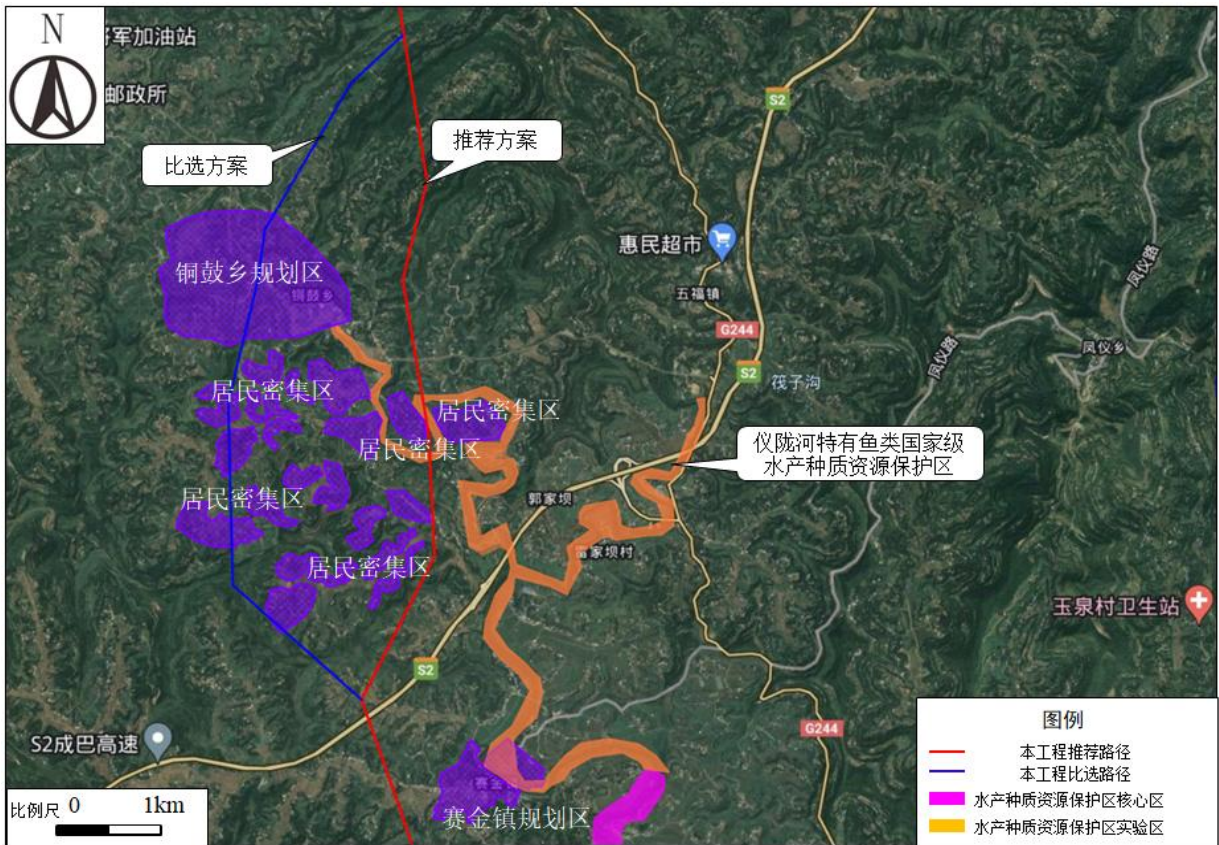 N
将军加油站
邮政所
比选方案
推荐方案
S2
惠民超市
五福镇
G244
S2
筏子沟
凤仪路
凤仪路
凤仪乡
铜鼓乡规划区
铜鼓乡
居民密集区
居民密集区
居民密集区
居民密集区
居民密集区
仪陇河特有鱼类国家级
水产种质资源保护区
郭家坝
雷家坝村
玉泉村卫生站
S2
S2成巴高速
G244
赛金
赛金镇规划区
比例尺 0 1km
图例
本工程推荐路径
本工程比选路径
水产种质资源保护区核心区
水产种质资源保护区实验区